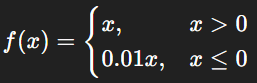 f(x) = { x, x > 0
0.01x, x ≤ 0